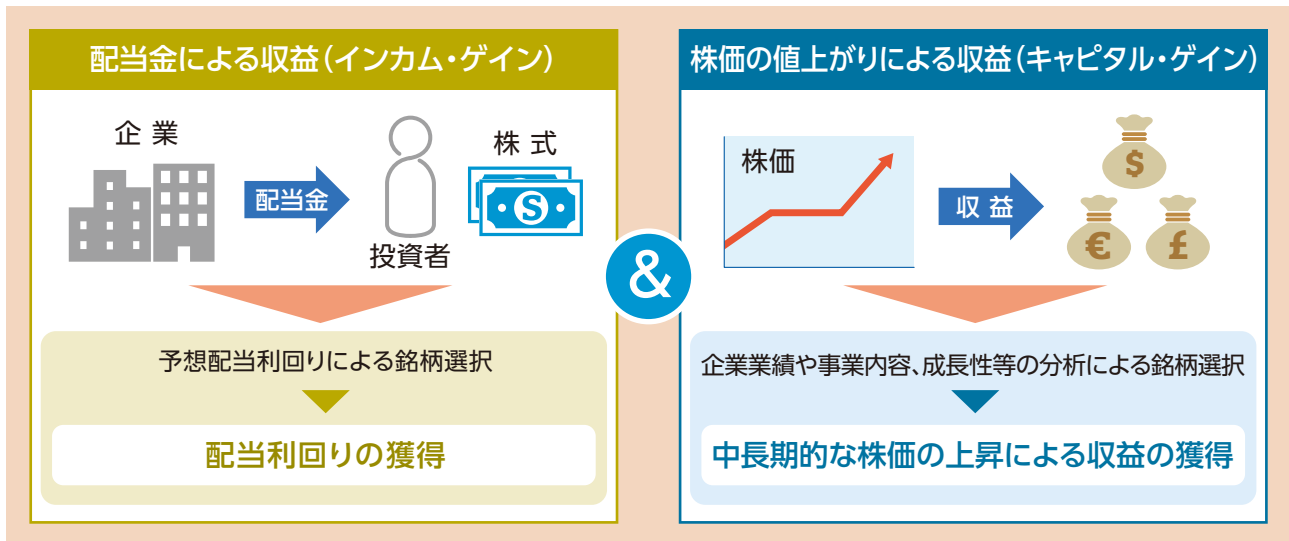 配当金による収益(インカム・ゲイン)
企 業
配当金
投資者
株 式
予想配当利回りによる銘柄選択
配当利回りの獲得
&
株価の値上がりによる収益(キャピタル・ゲイン)
株価
収 益
$
€
£
企業業績や事業内容、成長性等の分析による銘柄選択
中長期的な株価の上昇による収益の獲得
S